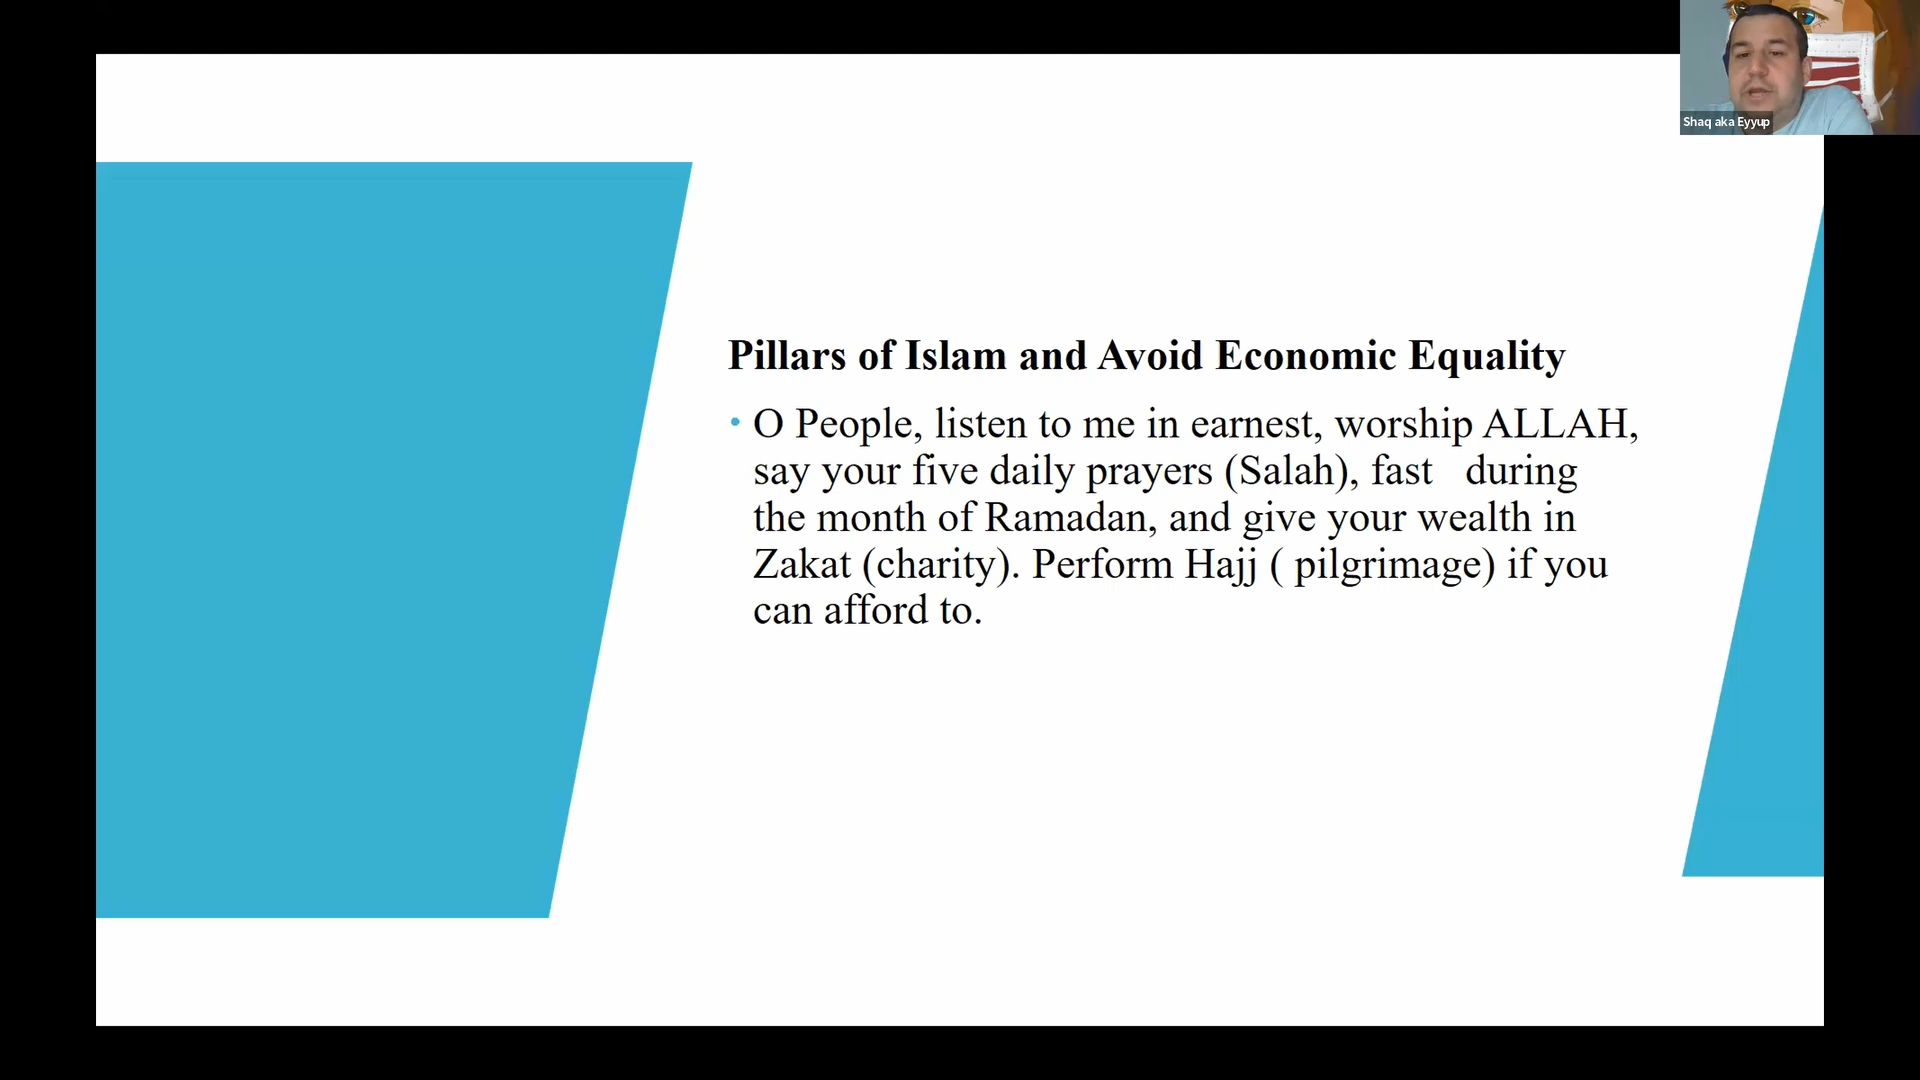 Shaq aka Eyyup
Pillars of Islam and Avoid Economic Equality
• O People, listen to me in earnest, worship ALLAH,
say your five daily prayers (Salah), fast   during
the month of Ramadan, and give your wealth in
Zakat (charity). Perform Hajj ( pilgrimage) if you
can afford to.